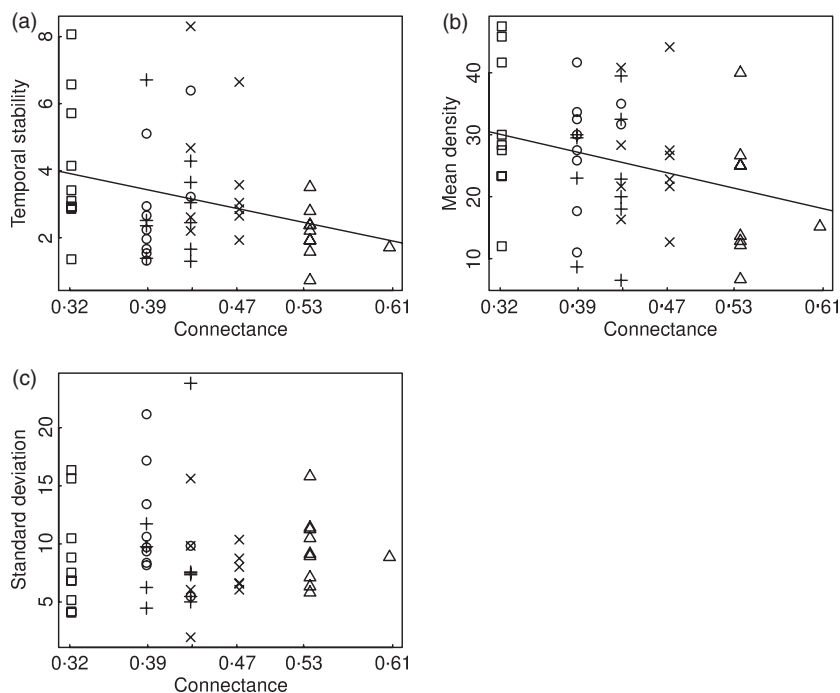 (a)
Temporal stability
8
6
4
2
0·32 0·39 0·47 0·53 0·61
Connectance
(b)
Mean density
40
30
20
10
0·32 0·39 0·47 0·53 0·61
Connectance
(c)
Standard deviation
20
15
10
5
0·32 0·39 0·47 0·53 0·61
Connectance